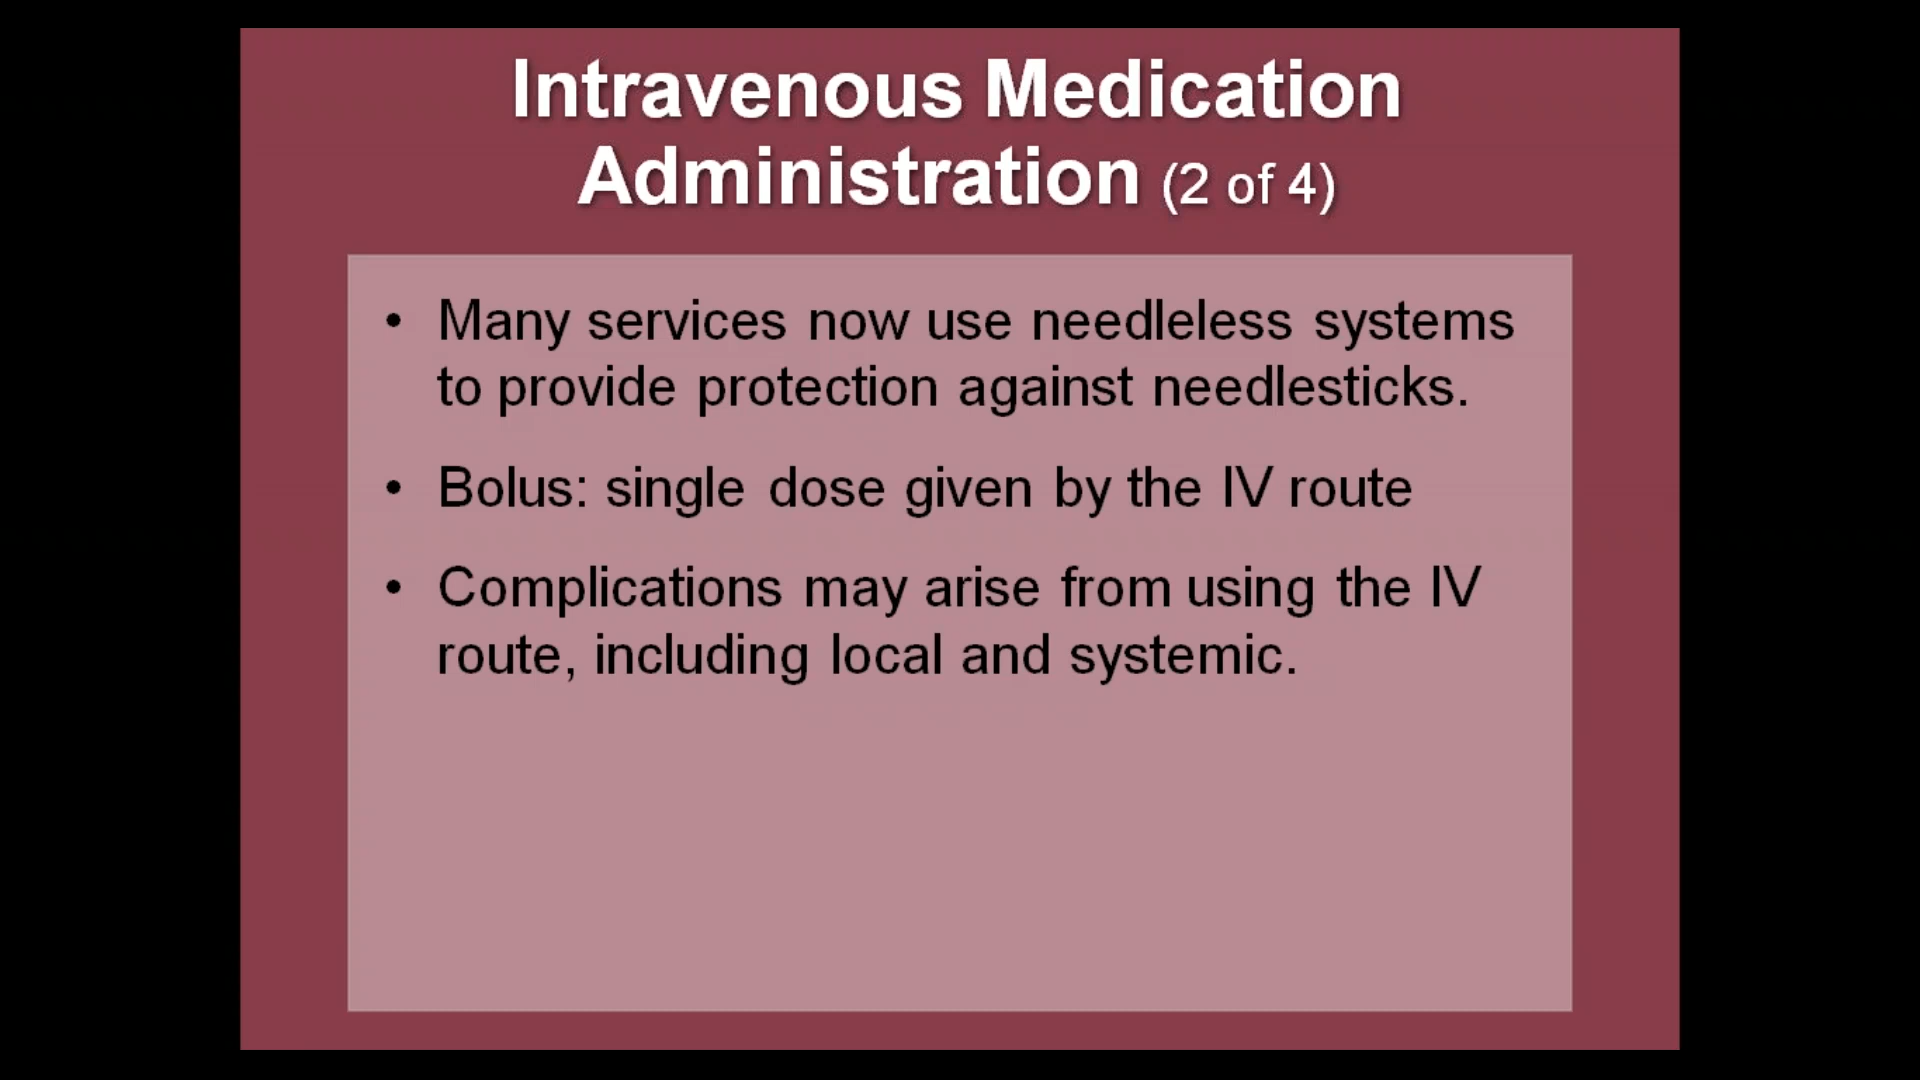 Intravenous Medication
Administration (2 of 4)
• Many services now use needleless systems
to provide protection against needlesticks.
• Bolus: single dose given by the IV route
• Complications may arise from using the IV
route, including local and systemic.